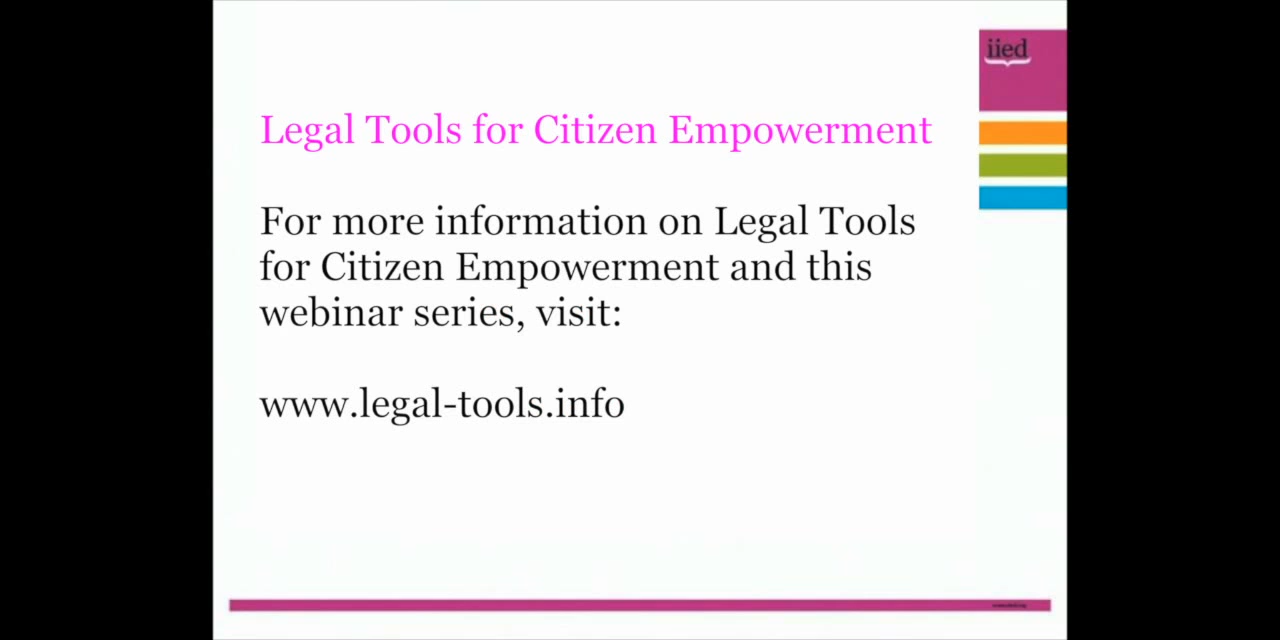 iied
Legal Tools for Citizen Empowerment
For more information on Legal Tools
for Citizen Empowerment and this
webinar series, visit:
www.legal-tools.info